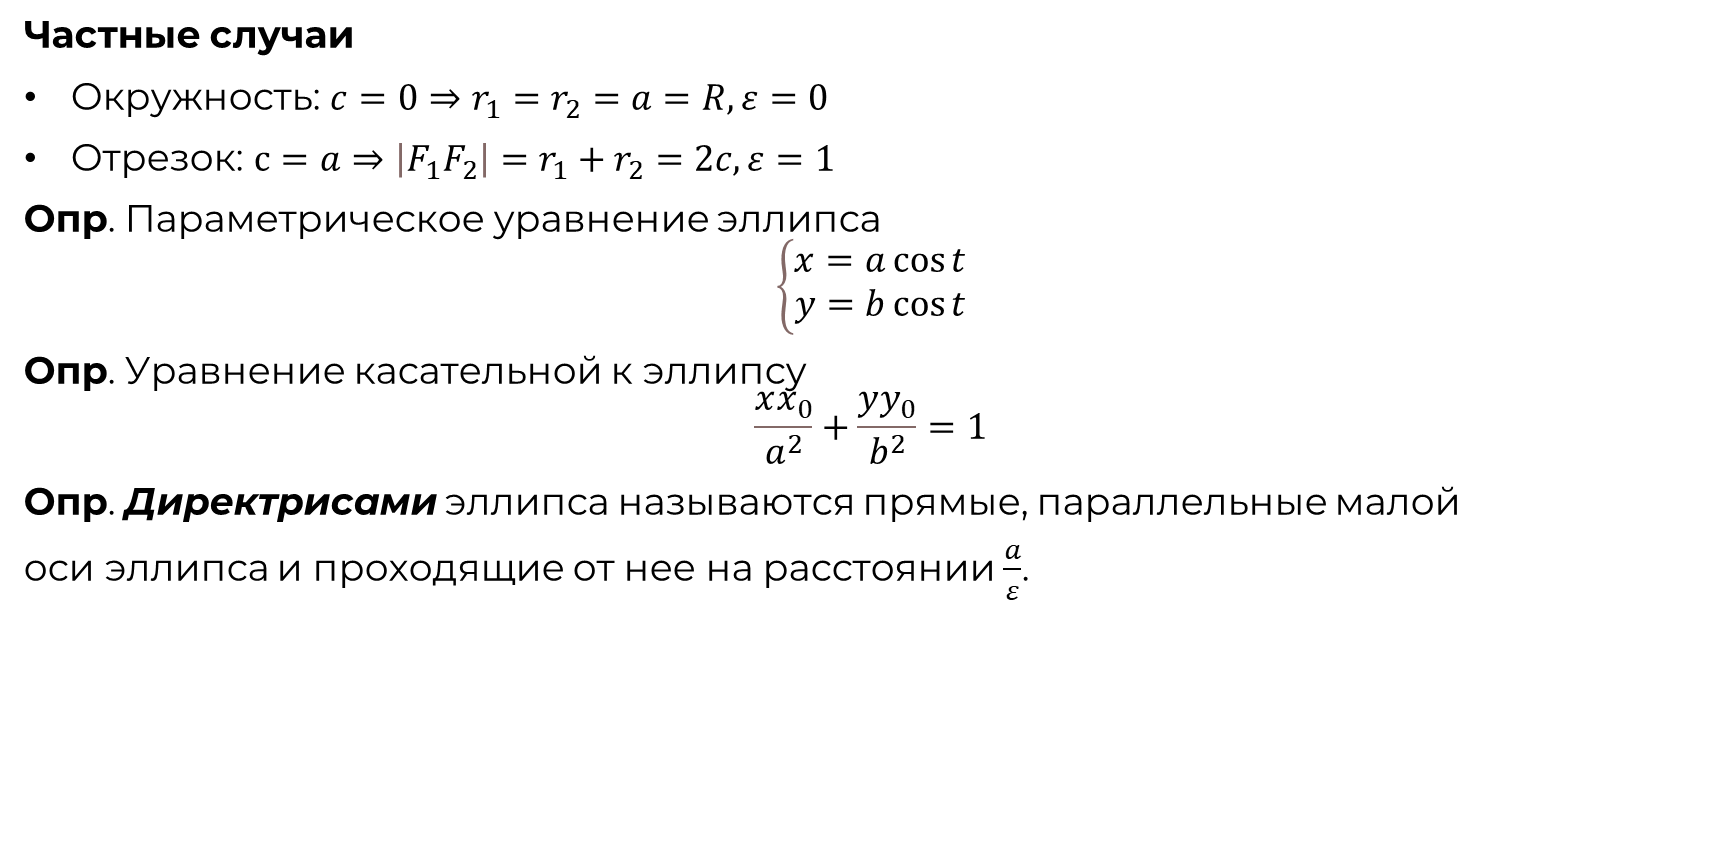 Частные случаи
• Окружность: c = 0 ⇒ r₁ = r₂ = a = R, ε = 0
• Отрезок: c = a ⇒ |F₁F₂| = r₁ + r₂ = 2c, ε = 1
Опр. Параметрическое уравнение эллипса
{x = a cos t
y = b cos t
Опр. Уравнение касательной к эллипсу
xx₀/a² + yy₀/b² = 1
Опр. Директрисами эллипса называются прямые, параллельные малой
оси эллипса и проходящие от нее на расстоянии a/ε.